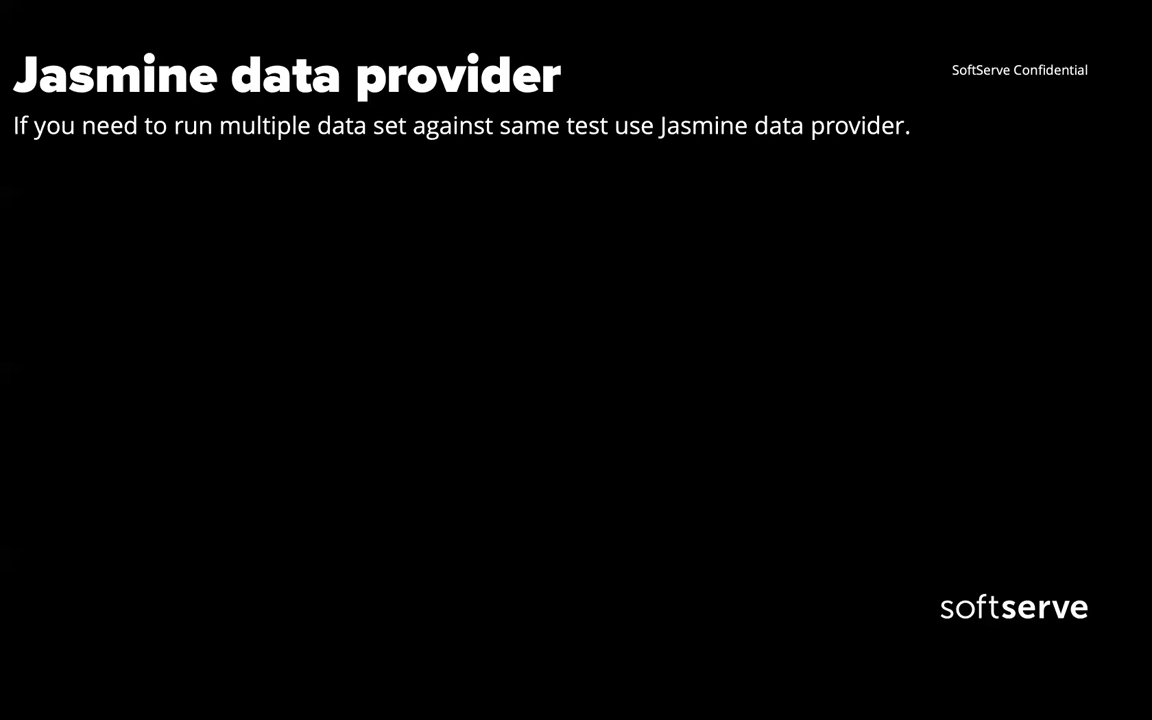 Jasmine data provider
SoftServe Confidential
If you need to run multiple data set against same test use Jasmine data provider.
softserve